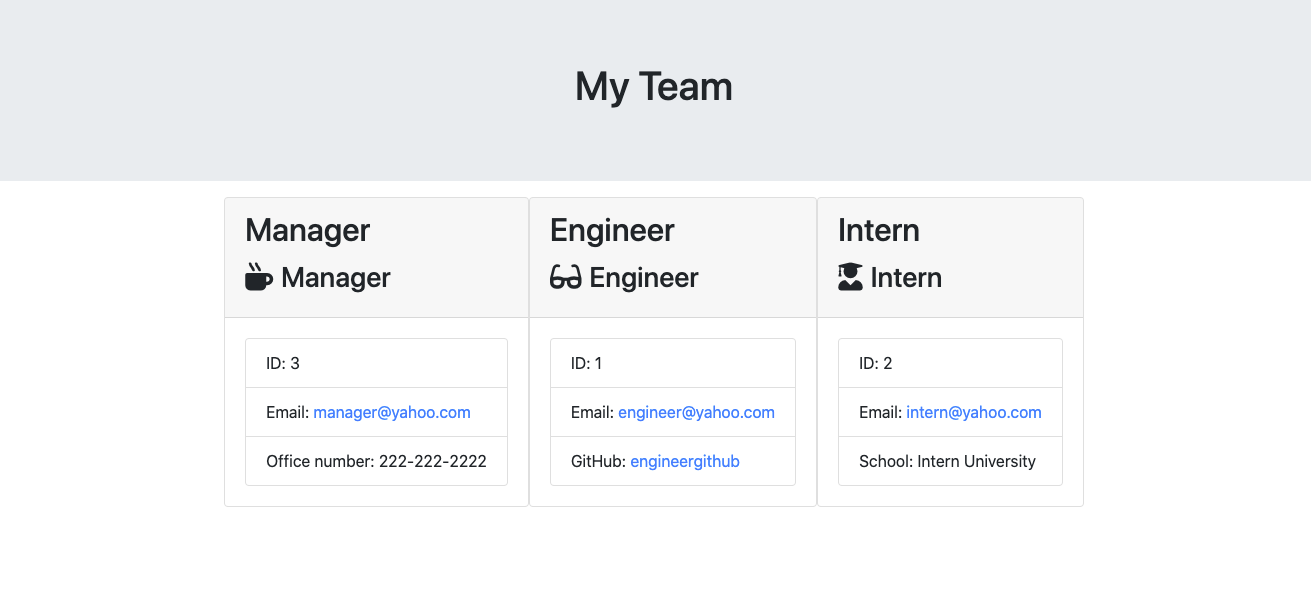 My Team
Manager
Manager
ID: 3
Email: manager@yahoo.com
Office number: 222-222-2222
Engineer
Engineer
ID: 1
Email: engineer@yahoo.com
GitHub: engineergithub
Intern
Intern
ID: 2
Email: intern@yahoo.com
School: Intern University